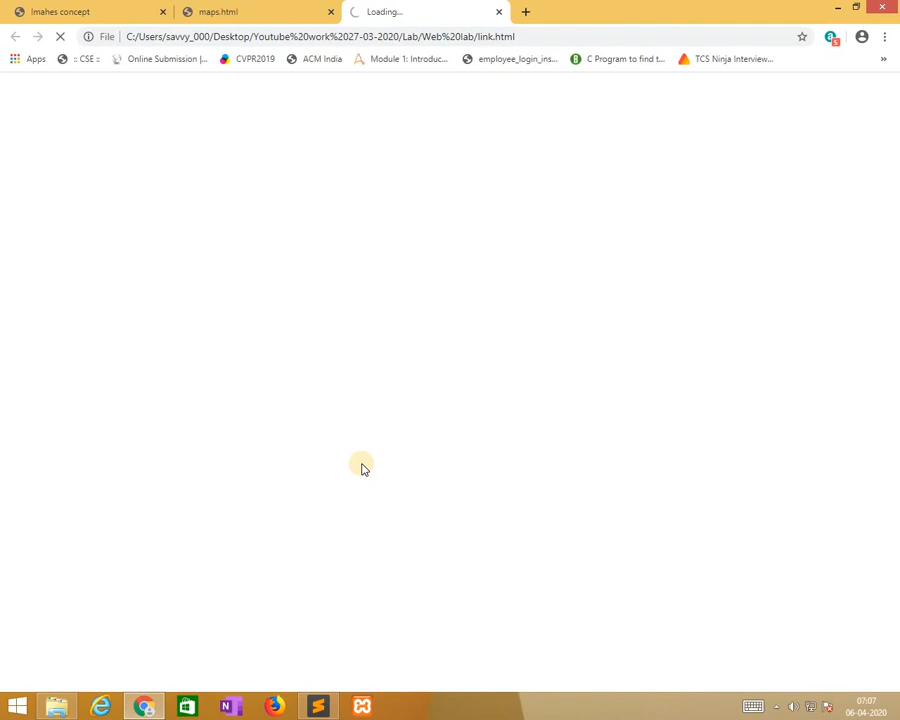 Imahes concept
maps.html
Loading...
File
C:/Users/savvy_000/Desktop/Youtube%20work%2027-03-2020/Lab/Web%20lab/link.html
Apps
:: CSE ::
Online Submission |...
CVPR2019
ACM India
Module 1: Introduc...
employee_login_ins...
C Program to find t...
TCS Ninja Interview...
07:07
06-04-2020